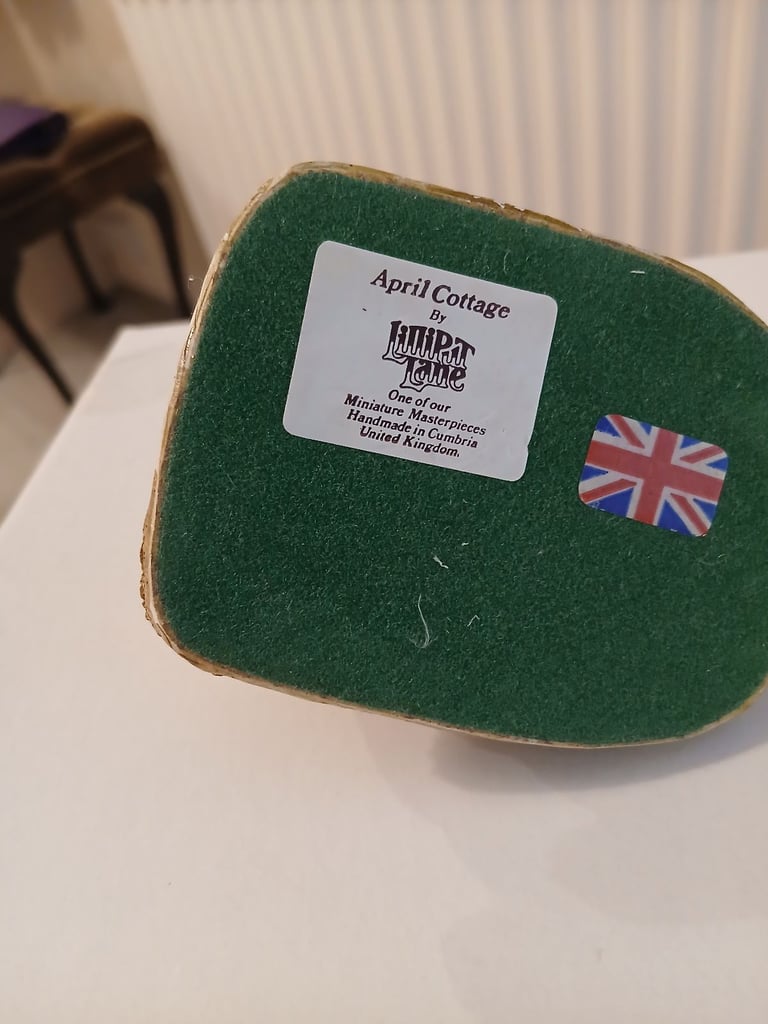 April Cottage
By
Lilliput
Lane
One of our
Miniature Masterpieces
Handmade in Cumbria
United Kingdom.